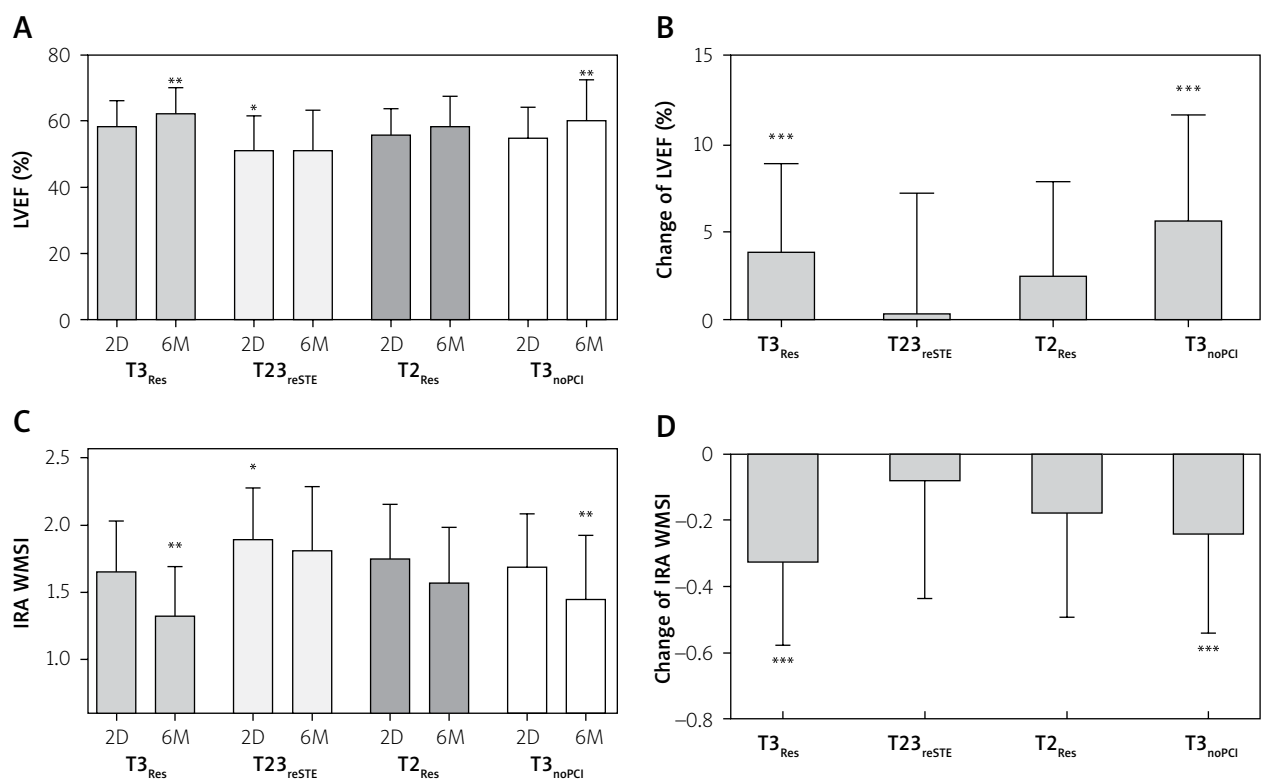 A
LVEF (%)
80
60
40
20
0
** * **
2D 6M 2D 6M 2D 6M 2D 6M
T3Res T23reSTE T2Res T3noPCI
B
Change of LVEF (%)
15
10
5
0
*** ***
T3Res T23reSTE T2Res T3noPCI
C
IRA WMSI
2.5
2.0
1.5
1.0
** * **
2D 6M 2D 6M 2D 6M 2D 6M
T3Res T23reSTE T2Res T3noPCI
D
Change of IRA WMSI
0
–0.2
–0.4
–0.6
–0.8
*** ***
T3Res T23reSTE T2Res T3noPCI